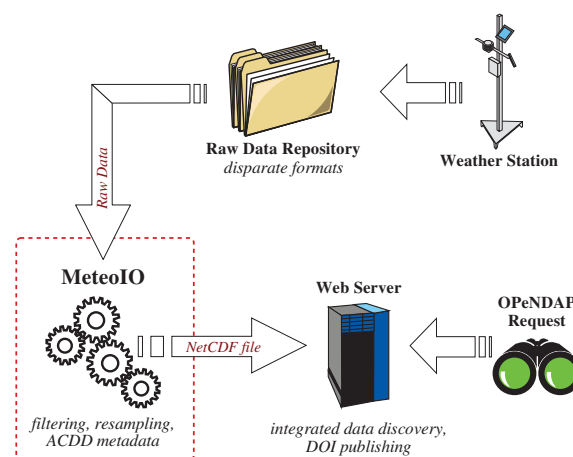 Raw Data Repository
disparate formats
Weather Station
Raw Data
MeteoIO
filtering, resampling,
ACDD metadata
NetCDF file
Web Server
integrated data discovery,
DOI publishing
OPeNDAP
Request